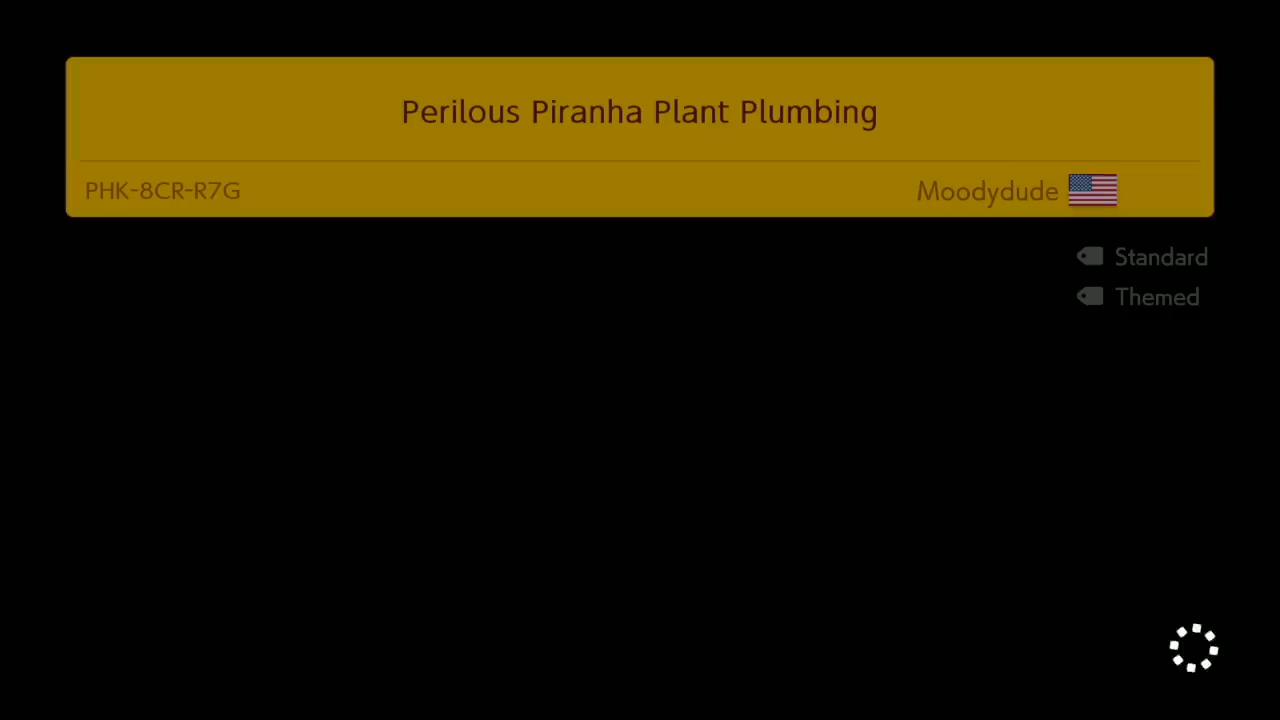 Perilous Piranha Plant Plumbing
PHK-8CR-R7G Moodydude
Standard
Themed